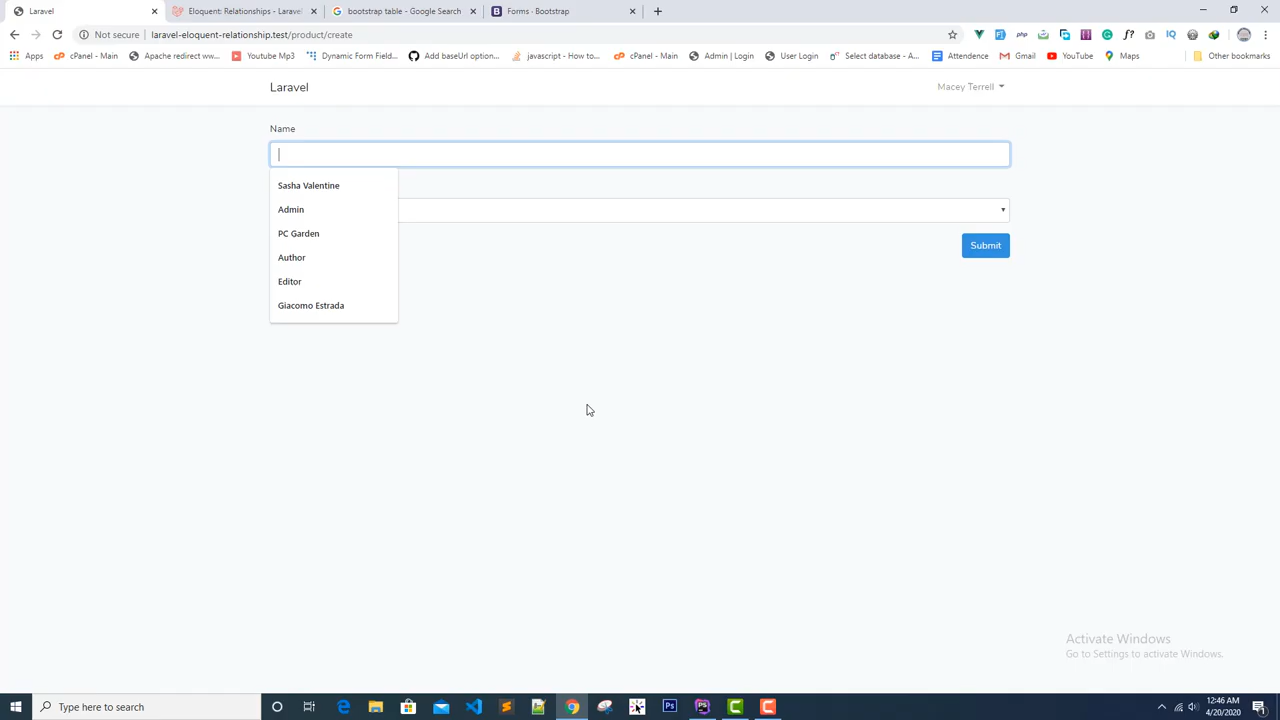 Laravel
Eloquent: Relationships - Laravel
bootstrap table - Google Search
Forms · Bootstrap
Not secure
laravel-eloquent-relationship.test/product/create
Apps
cPanel - Main
Apache redirect ww...
Youtube Mp3
Dynamic Form Field...
Add baseUrl option...
javascript - How to...
cPanel - Main
Admin | Login
User Login
Select database - A...
Attendence
Gmail
YouTube
Maps
Other bookmarks
Laravel
Macey Terrell
Name
Sasha Valentine
Admin
PC Garden
Author
Editor
Giacomo Estrada
Submit
Activate Windows
Go to Settings to activate Windows.
Type here to search
12:46 AM
4/20/2020